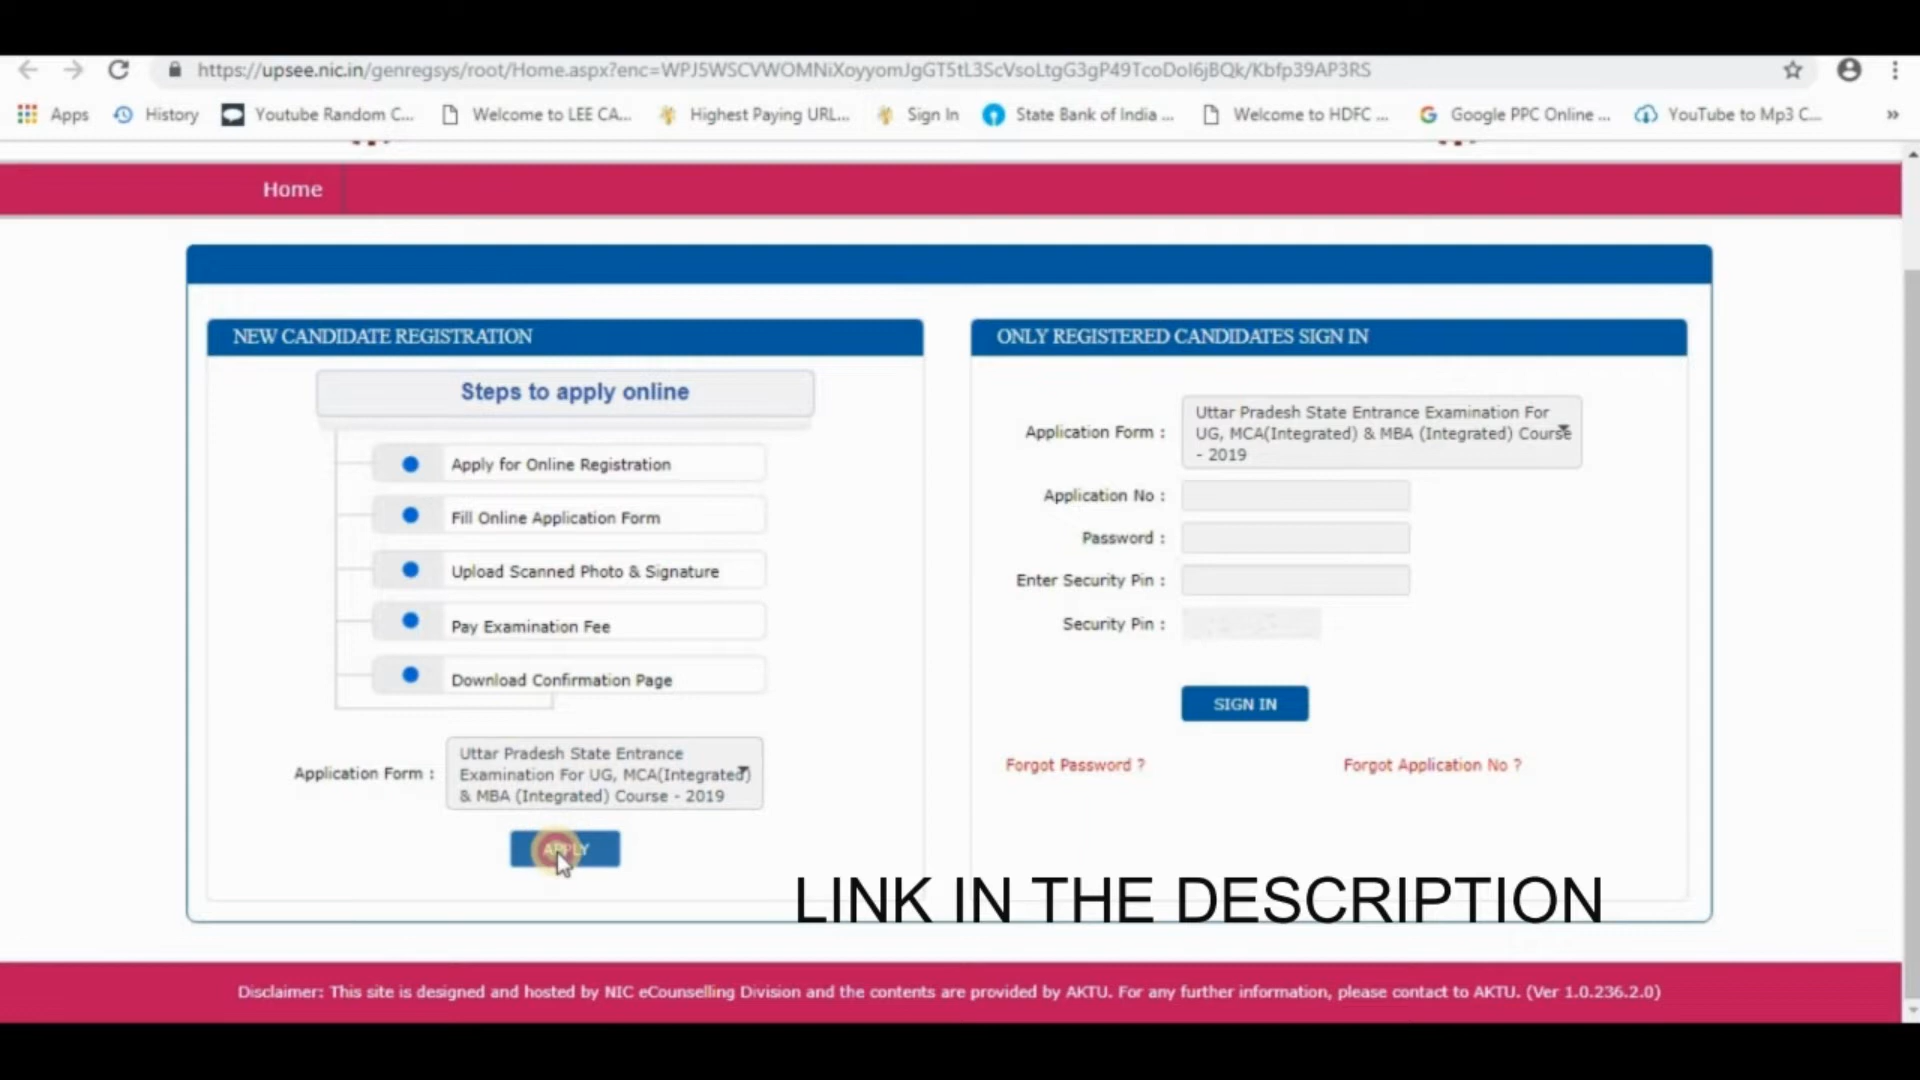 https://upsee.nic.in/genregsys/root/Home.aspx?enc=WPJ5WSCVWOMNiXoyyomJgGT5tL3ScVsoLtgG3gP49TcoDoI6jBQk/Kbfp39AP3RS
Apps History Youtube Random C... Welcome to LEE CA... Highest Paying URL... Sign In State Bank of India ... Welcome to HDFC ... Google PPC Online ... YouTube to Mp3 C... »
Home
NEW CANDIDATE REGISTRATION
Steps to apply online
Apply for Online Registration
Fill Online Application Form
Upload Scanned Photo & Signature
Pay Examination Fee
Download Confirmation Page
Application Form :
Uttar Pradesh State Entrance
Examination For UG, MCA(Integrated)
& MBA (Integrated) Course - 2019
APPLY
ONLY REGISTERED CANDIDATES SIGN IN
Application Form :
Uttar Pradesh State Entrance Examination For
UG, MCA(Integrated) & MBA (Integrated) Course
- 2019
Application No :
Password :
Enter Security Pin :
Security Pin :
SIGN IN
Forgot Password ? Forgot Application No ?
LINK IN THE DESCRIPTION
Disclaimer: This site is designed and hosted by NIC eCounselling Division and the contents are provided by AKTU. For any further information, please contact to AKTU. (Ver 1.0.236.2.0)